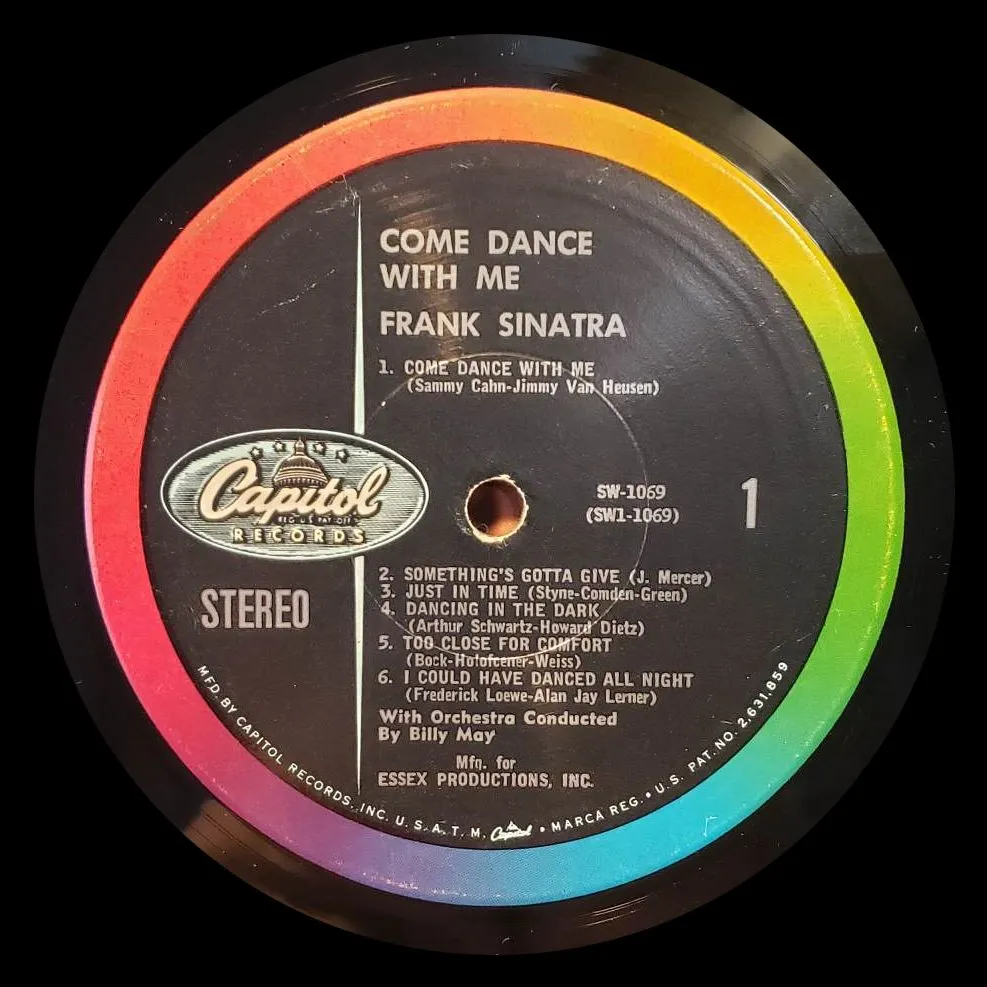 COME DANCE
WITH ME
FRANK SINATRA
1. COME DANCE WITH ME
(Sammy Cahn-Jimmy Van Heusen)
Capitol
REG. U.S. PAT. OFF.
RECORDS
STEREO
SW-1069
(SW1-1069)
1
2. SOMETHING'S GOTTA GIVE (J. Mercer)
3. JUST IN TIME (Styne-Comden-Green)
4. DANCING IN THE DARK
(Arthur Schwartz-Howard Dietz)
5. TOO CLOSE FOR COMFORT
(Bock-Holofcener-Weiss)
6. I COULD HAVE DANCED ALL NIGHT
(Frederick Loewe-Alan Jay Lerner)
With Orchestra Conducted
By Billy May
Mfn. for
ESSEX PRODUCTIONS, INC.
MFD. BY CAPITOL RECORDS, INC. U. S. A. T. M. Capitol • MARCA REG. • U.S. PAT. NO. 2,631,859